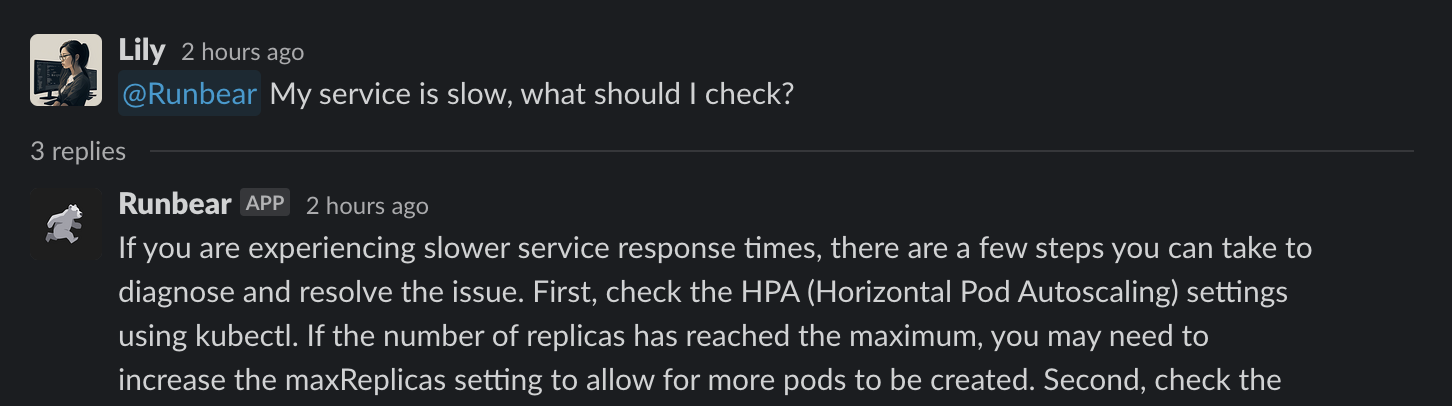 Lily 2 hours ago
@Runbear My service is slow, what should I check?
3 replies
Runbear APP 2 hours ago
If you are experiencing slower service response times, there are a few steps you can take to
diagnose and resolve the issue. First, check the HPA (Horizontal Pod Autoscaling) settings
using kubectl. If the number of replicas has reached the maximum, you may need to
increase the maxReplicas setting to allow for more pods to be created. Second, check the